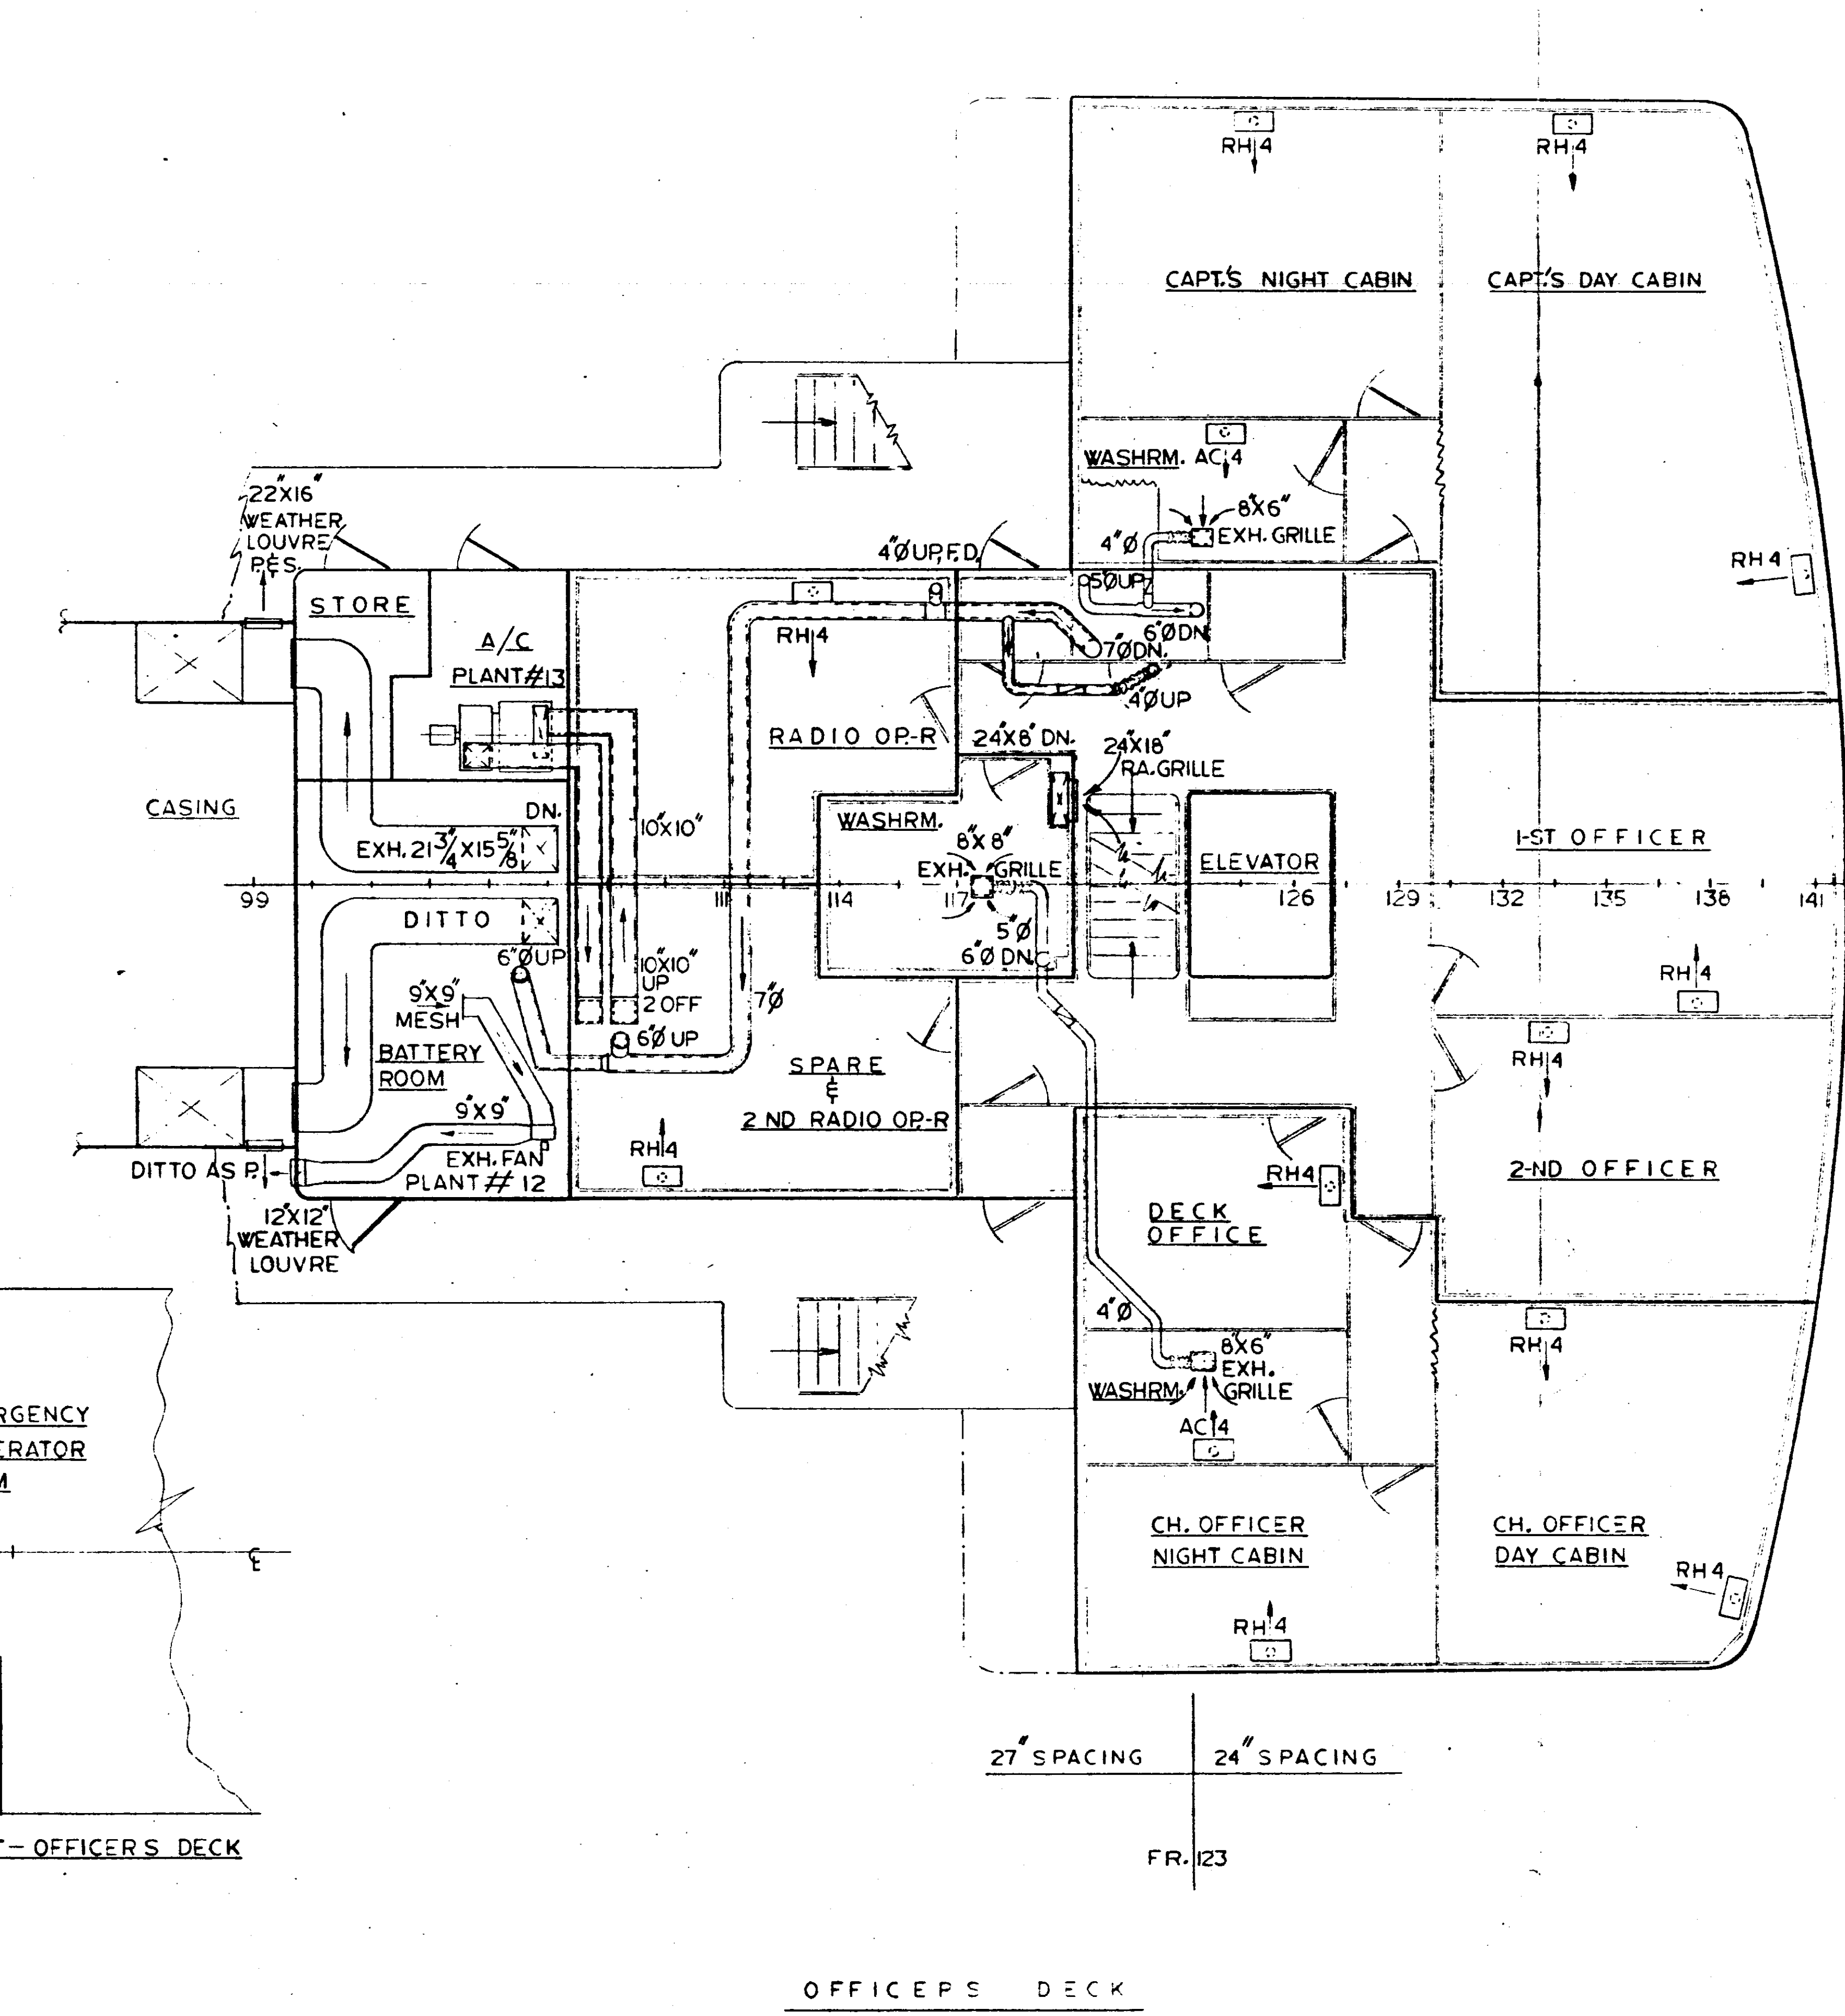 RH 4
RH 4
CAPT.'S NIGHT CABIN
CAPT.'S DAY CABIN
WASHRM. AC 4
22"X16"
WEATHER
LOUVRE
P.&S.
8"X6"
EXH. GRILLE
4"Ø
4"Ø UP, F.D.
RH 4
5"Ø UP
STORE
6"Ø DN.
RH 4
7"Ø DN.
A/C
PLANT #13
4"Ø UP
RADIO OP.-R
24"X8" DN.
24"X18"
RA. GRILLE
CASING
DN.
10"X10"
WASHRM.
EXH. 21 3/4"X15 5/8"
8"X8"
EXH. GRILLE
ELEVATOR
1-ST OFFICER
99
111
114
117
126
129
132
135
138
141
DITTO
5"Ø
6"Ø UP
6"Ø DN.
10"X10"
UP
2 OFF
9"X9"
MESH
7"Ø
RH 4
6"Ø UP
BATTERY
ROOM
SPARE
&
2 ND RADIO OP-R
RH 4
9"X9"
RH 4
EXH. FAN
PLANT # 12
DITTO AS P.
RH 4
2-ND OFFICER
12"X12"
WEATHER
LOUVRE
DECK
OFFICE
4"Ø
8"X6"
EXH.
GRILLE
WASHRM.
RH 4
AC 4
RGENCY
ERATOR
M
℄
CH. OFFICER
NIGHT CABIN
CH. OFFICER
DAY CABIN
RH 4
RH 4
27" SPACING
24" SPACING
T - OFFICERS DECK
FR. 123
OFFICERS DECK